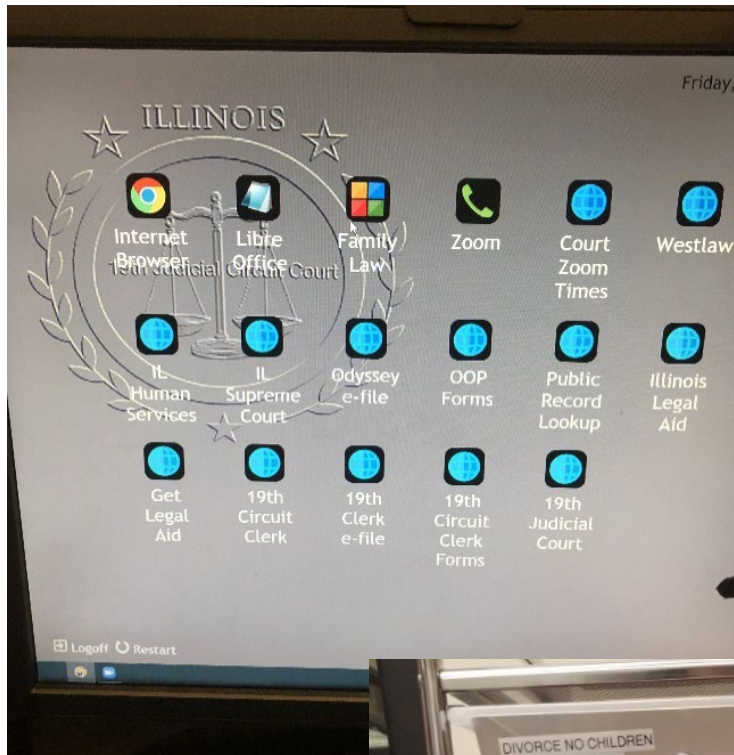 Friday,
ILLINOIS
Internet
Browser
Libre
Office
Family
Law
Zoom
Court
Zoom
Times
Westlaw
19th Judicial Circuit Court
IL
Human
Services
IL
Supreme
Court
Odyssey
e-file
OOP
Forms
Public
Record
Lookup
Illinois
Legal
Aid
Get
Legal
Aid
19th
Circuit
Clerk
19th
Clerk
e-file
19th
Circuit
Clerk
Forms
19th
Judicial
Court
Logoff Restart
DIVORCE NO CHILDREN